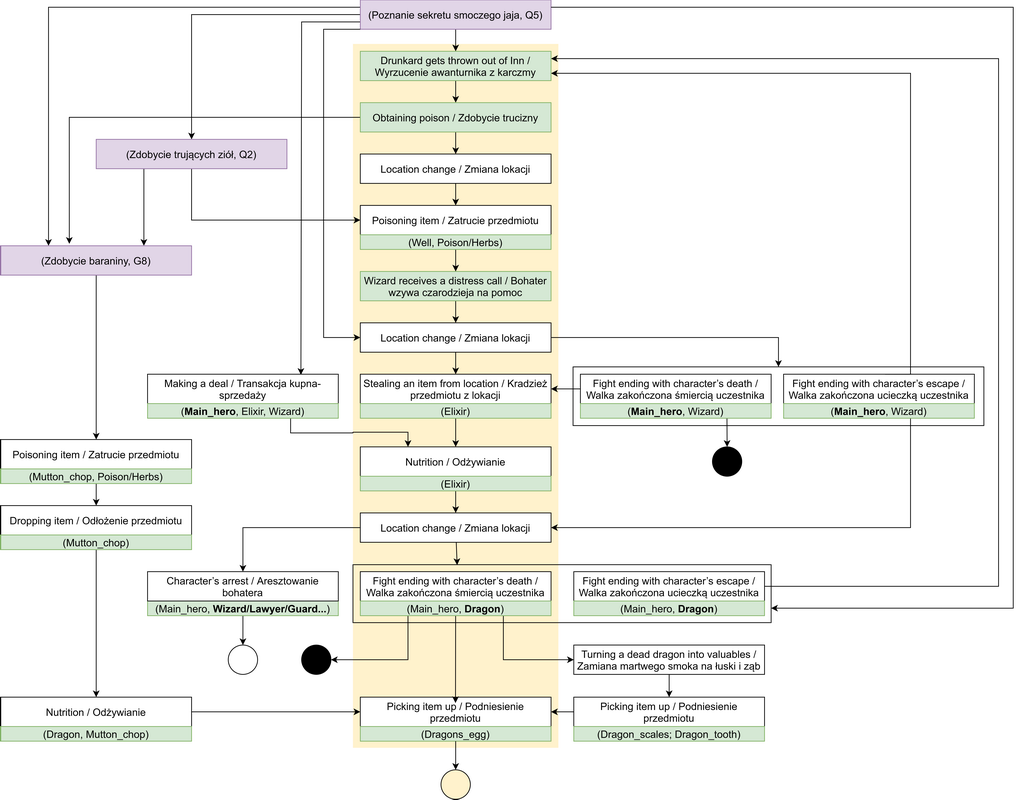 (Poznanie sekretu smoczego jaja, Q5)
Drunkard gets thrown out of Inn /
Wyrzucenie awanturnika z karczmy
Obtaining poison / Zdobycie trucizny
(Zdobycie trujących ziół, Q2)
Location change / Zmiana lokacji
Poisoning item / Zatrucie przedmiotu
(Well, Poison/Herbs)
(Zdobycie baraniny, G8)
Wizard receives a distress call / Bohater
wzywa czarodzieja na pomoc
Location change / Zmiana lokacji
Making a deal / Transakcja kupna-
sprzedaży
(Main_hero, Elixir, Wizard)
Stealing an item from location / Kradzież
przedmiotu z lokacji
(Elixir)
Fight ending with character's death /
Walka zakończona śmiercią uczestnika
(Main_hero, Wizard)
Fight ending with character's escape /
Walka zakończona ucieczką uczestnika
(Main_hero, Wizard)
Poisoning item / Zatrucie przedmiotu
(Mutton_chop, Poison/Herbs)
Nutrition / Odżywianie
(Elixir)
Dropping item / Odłożenie przedmiotu
(Mutton_chop)
Location change / Zmiana lokacji
Character's arrest / Aresztowanie
bohatera
(Main_hero, Wizard/Lawyer/Guard...)
Fight ending with character's death /
Walka zakończona śmiercią uczestnika
(Main_hero, Dragon)
Fight ending with character's escape /
Walka zakończona ucieczką uczestnika
(Main_hero, Dragon)
Turning a dead dragon into valuables /
Zamiana martwego smoka na łuski i ząb
Nutrition / Odżywianie
(Dragon, Mutton_chop)
Picking item up / Podniesienie
przedmiotu
(Dragons_egg)
Picking item up / Podniesienie
przedmiotu
(Dragon_scales; Dragon_tooth)